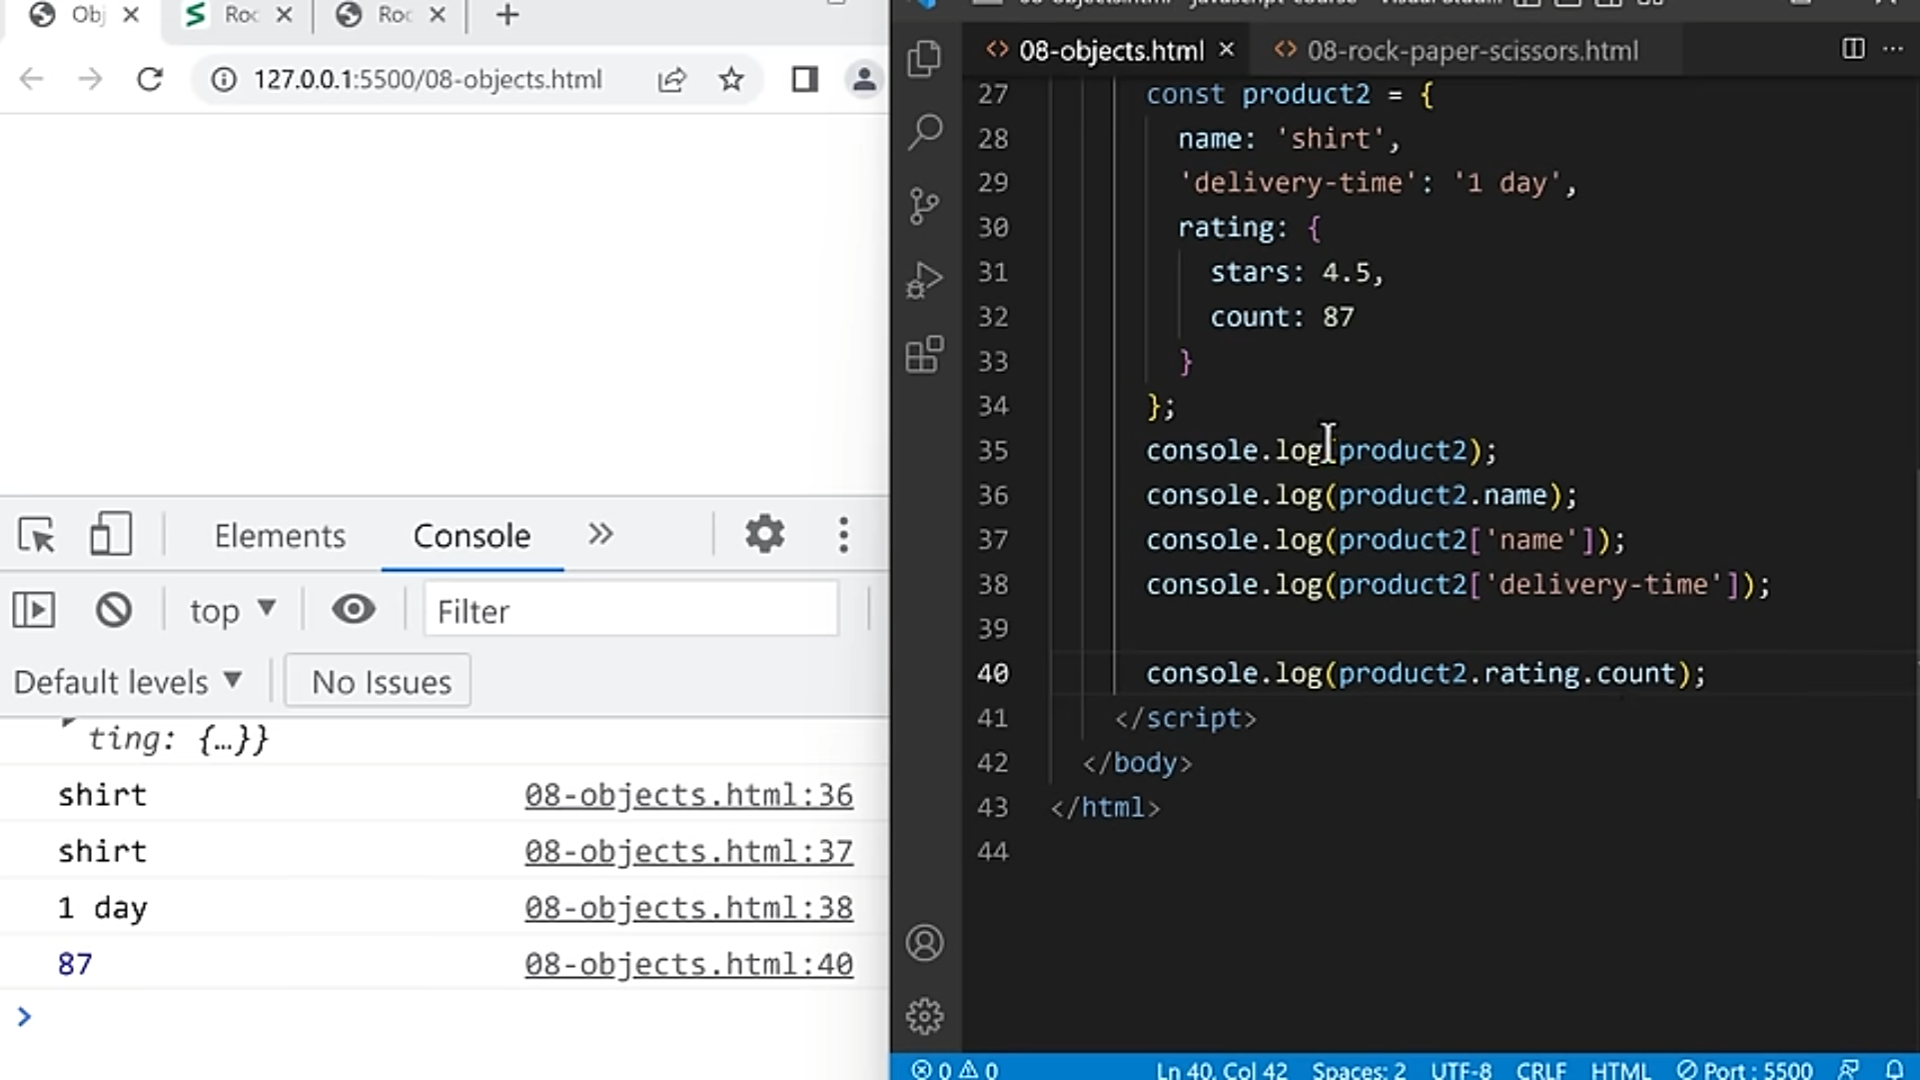 Obj
Roc
Roc
127.0.0.1:5500/08-objects.html
Elements
Console
top
Filter
Default levels
No Issues
ting: {…}}
shirt 08-objects.html:36
shirt 08-objects.html:37
1 day 08-objects.html:38
87 08-objects.html:40
08-objects.html
08-rock-paper-scissors.html
27 const product2 = {
28 name: 'shirt',
29 'delivery-time': '1 day',
30 rating: {
31 stars: 4.5,
32 count: 87
33 }
34 };
35 console.log(product2);
36 console.log(product2.name);
37 console.log(product2['name']);
38 console.log(product2['delivery-time']);
39
40 console.log(product2.rating.count);
41 </script>
42 </body>
43 </html>
44
0 0 Ln 40, Col 42 Spaces: 2 UTF-8 CRLF HTML Port : 5500